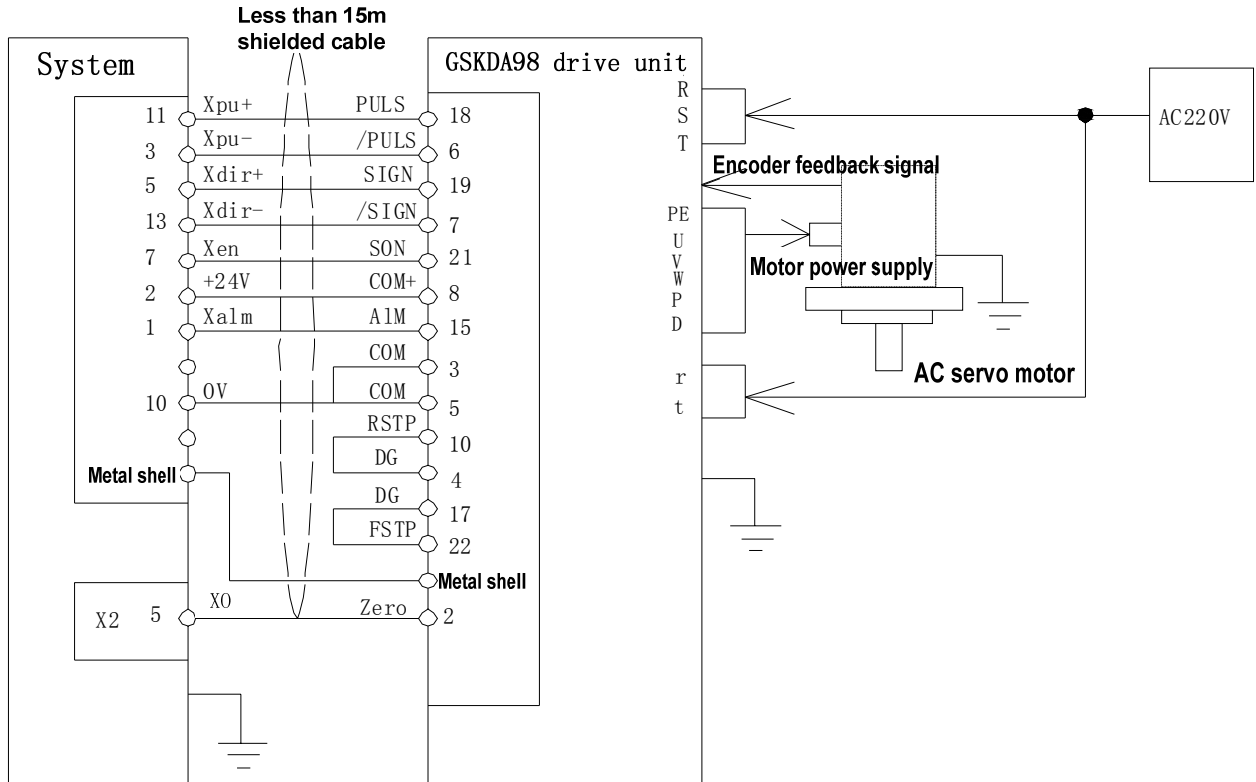 Less than 15m
shielded cable
System
GSKDA98 drive unit
11 Xpu+ PULS 18
3 Xpu- /PULS 6
5 Xdir+ SIGN 19
13 Xdir- /SIGN 7
7 Xen SON 21
2 +24V COM+ 8
1 Xalm AlM 15
COM 3
10 0V COM 5
RSTP 10
DG 4
DG 17
FSTP 22
Metal shell
Metal shell
X2 5 X0 Zero 2
R
S
T
Encoder feedback signal
PE
U
V
W
P
D
Motor power supply
r
t
AC servo motor
AC220V